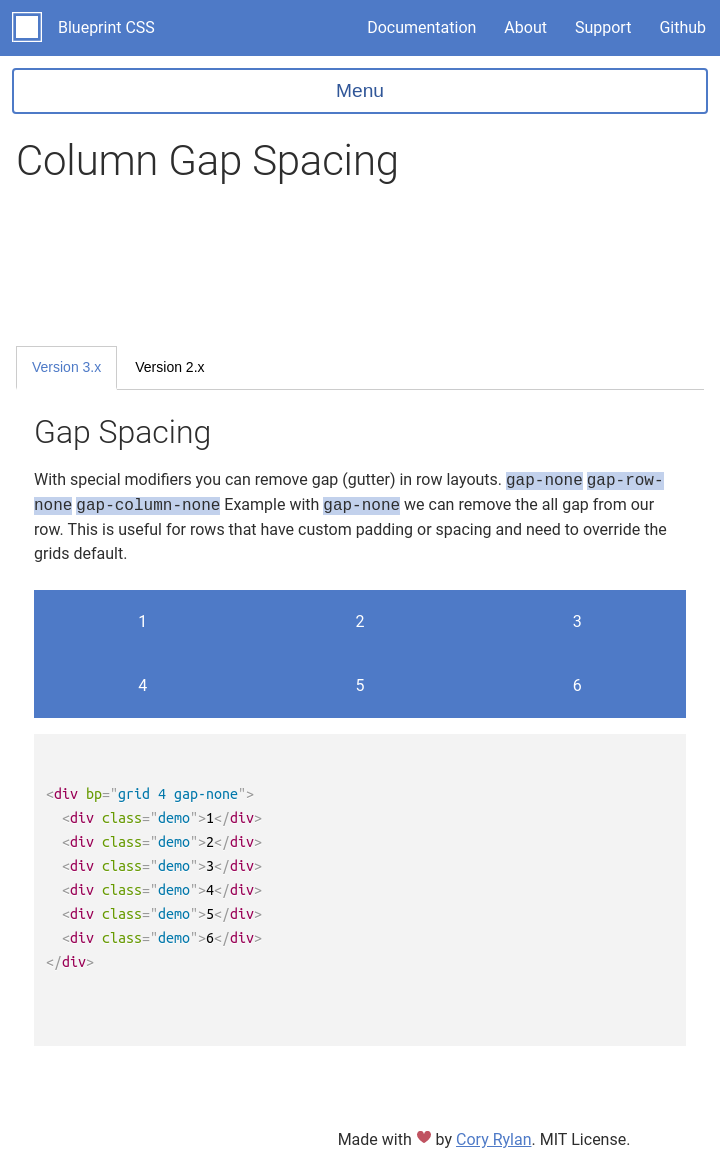 Blueprint CSS Documentation About Support Github
Menu
Column Gap Spacing
Version 3.x Version 2.x
Gap Spacing
With special modifiers you can remove gap (gutter) in row layouts. gap-none gap-row-
none gap-column-none Example with gap-none we can remove the all gap from our
row. This is useful for rows that have custom padding or spacing and need to override the
grids default.
1 2 3
4 5 6
<div bp="grid 4 gap-none">
  <div class="demo">1</div>
  <div class="demo">2</div>
  <div class="demo">3</div>
  <div class="demo">4</div>
  <div class="demo">5</div>
  <div class="demo">6</div>
</div>
Made with ♥ by Cory Rylan. MIT License.